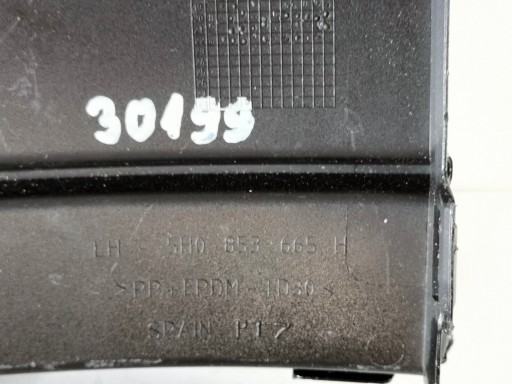 30199
LH - 5H0 853 665 H
>PP+EPDM-TD30<
SPAIN P17